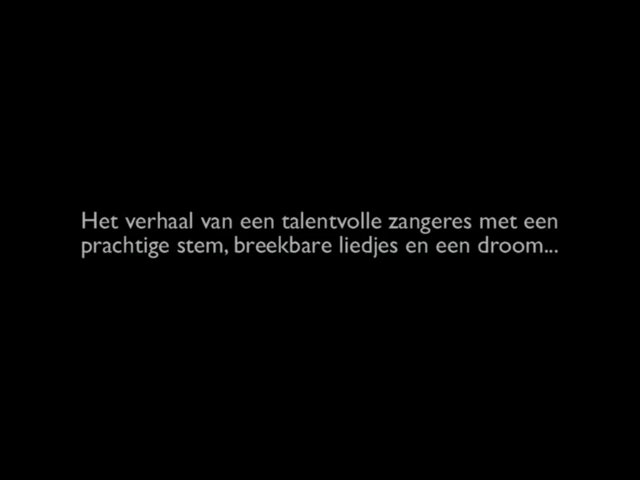 Het verhaal van een talentvolle zangeres met een
prachtige stem, breekbare liedjes en een droom...